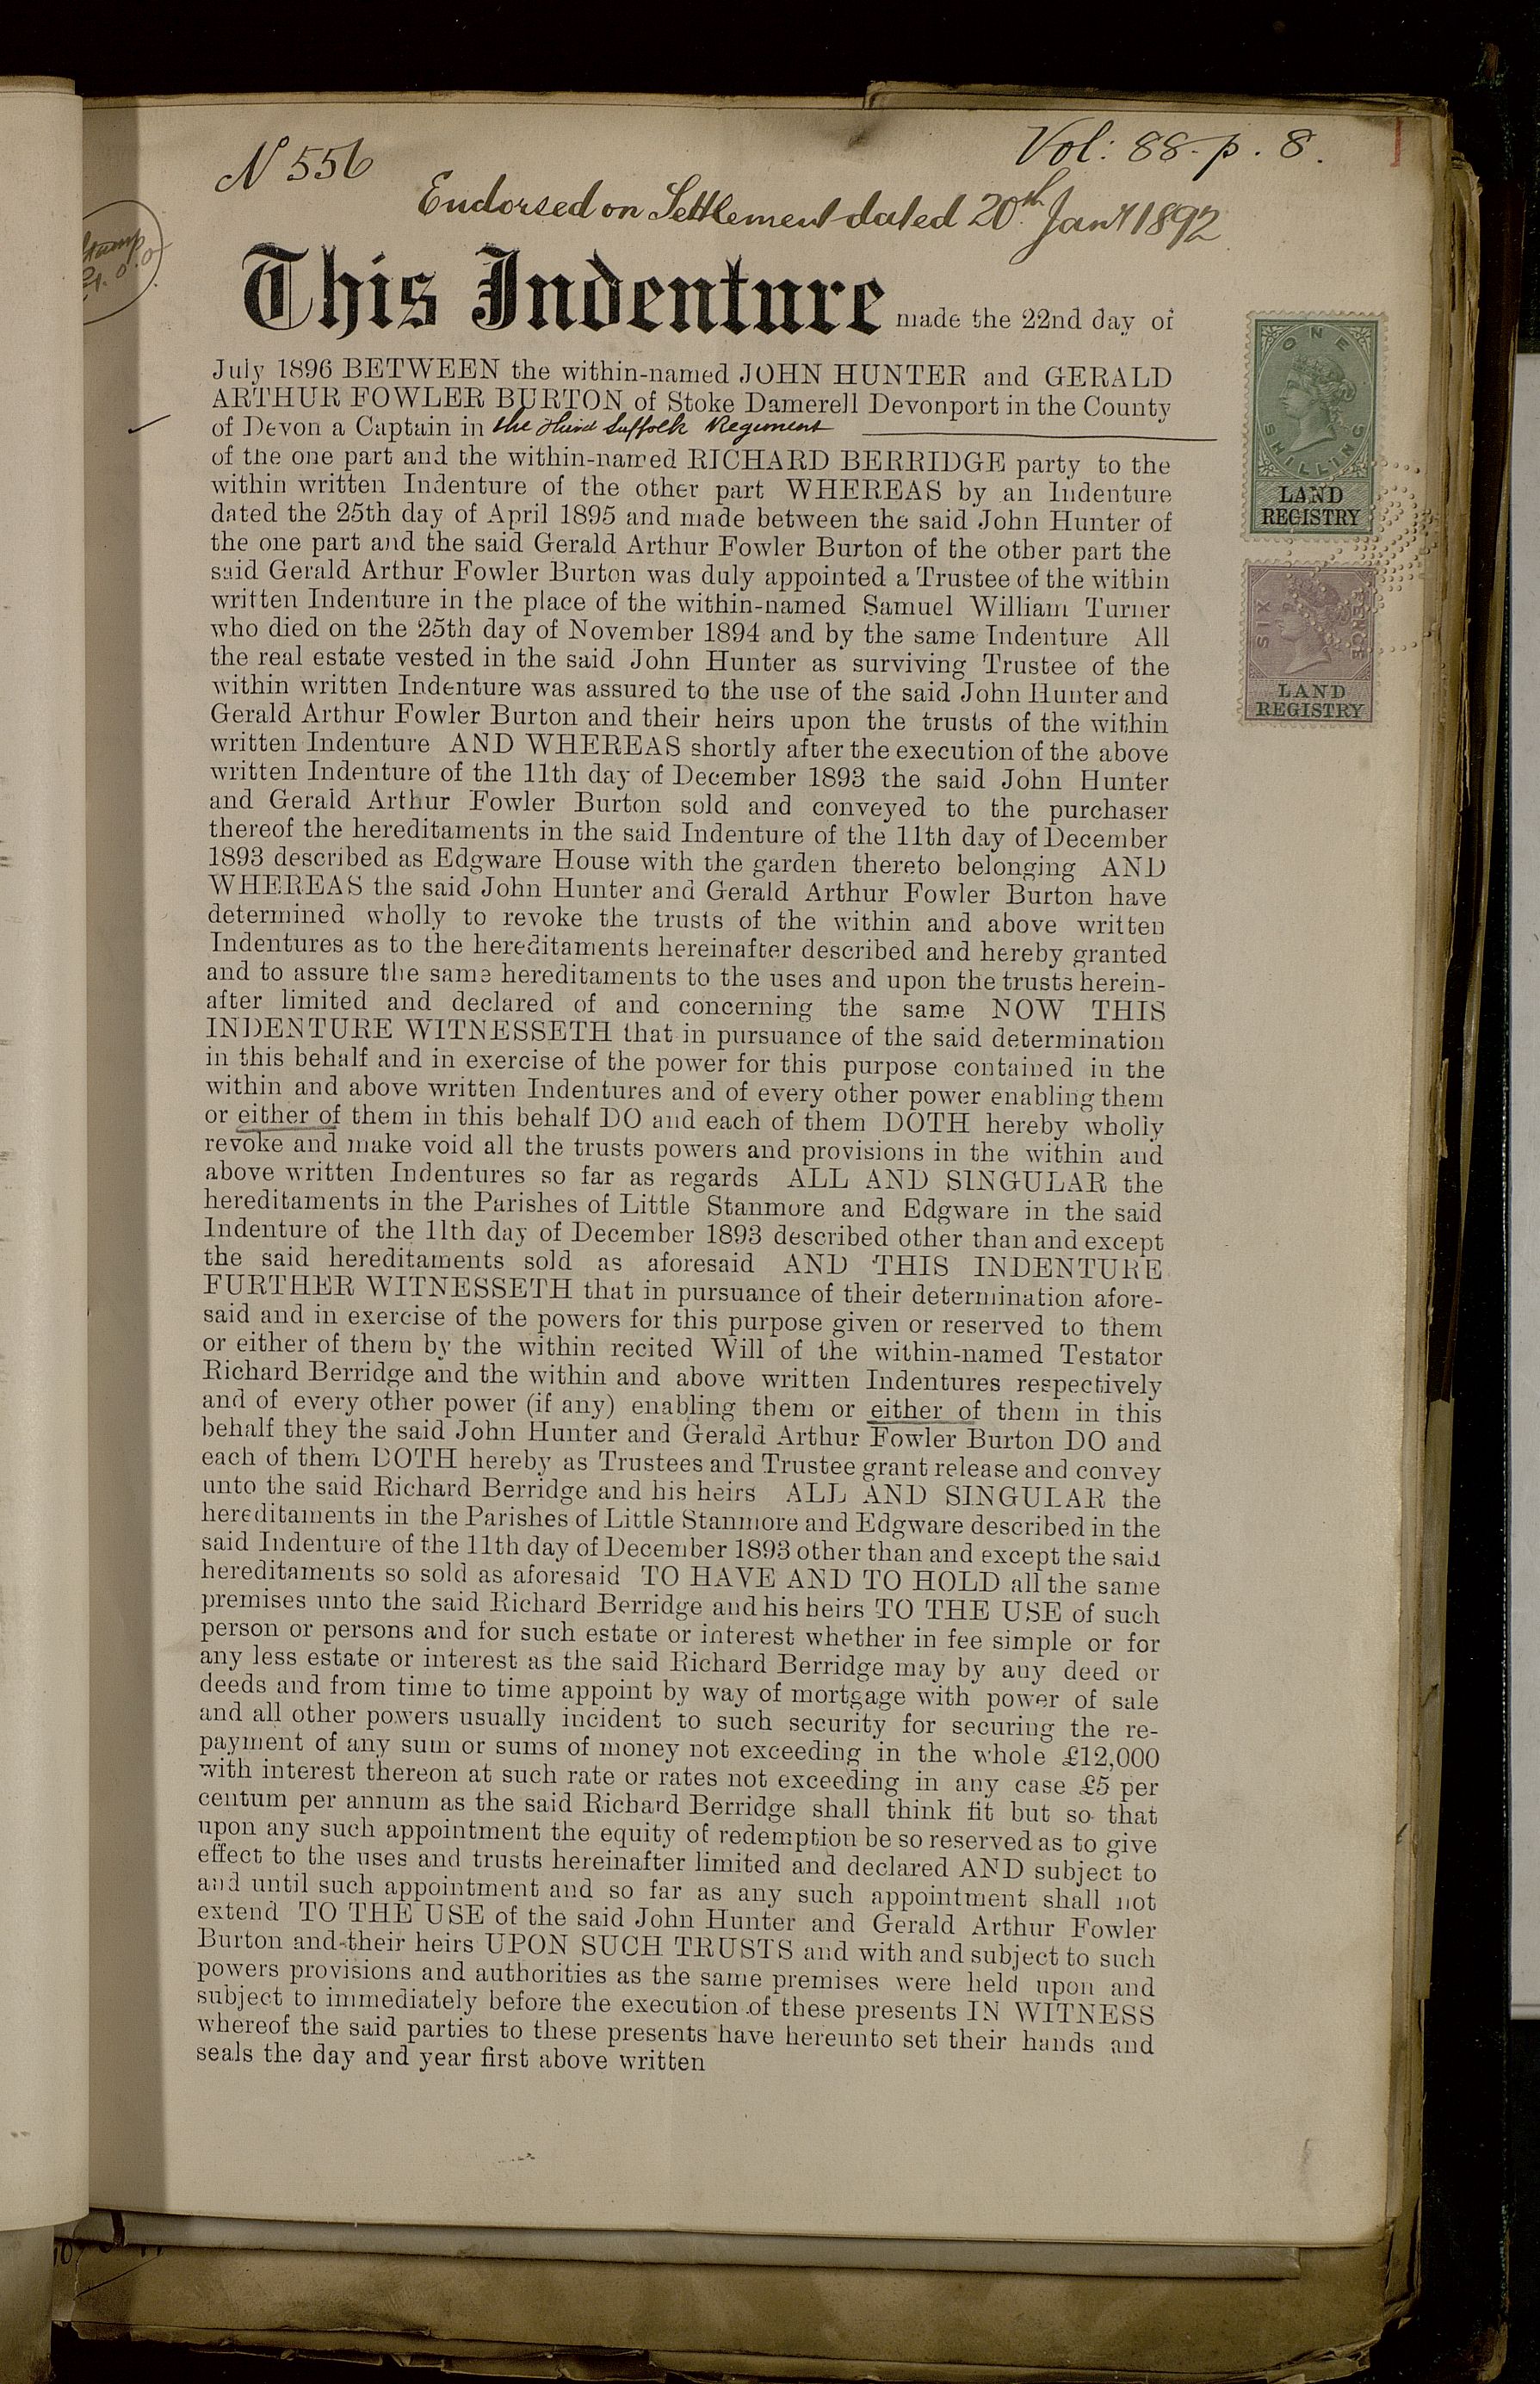 N 556
Vol: 88. p. 8.
Endorsed on Settlement dated 20th Jany 1892
Stamp
£1. 0. 0
This Indenture made the 22nd day of
July 1896 BETWEEN the within-named JOHN HUNTER and GERALD
ARTHUR FOWLER BURTON of Stoke Damerell Devonport in the County
of Devon a Captain in the Third Suffolk Regiment
of the one part and the within-named RICHARD BERRIDGE party to the
within written Indenture of the other part WHEREAS by an Indenture
dated the 25th day of April 1895 and made between the said John Hunter of
the one part and the said Gerald Arthur Fowler Burton of the other part the
said Gerald Arthur Fowler Burton was duly appointed a Trustee of the within
written Indenture in the place of the within-named Samuel William Turner
who died on the 25th day of November 1894 and by the same Indenture All
the real estate vested in the said John Hunter as surviving Trustee of the
within written Indenture was assured to the use of the said John Hunter and
Gerald Arthur Fowler Burton and their heirs upon the trusts of the within
written Indenture AND WHEREAS shortly after the execution of the above
written Indenture of the 11th day of December 1893 the said John Hunter
and Gerald Arthur Fowler Burton sold and conveyed to the purchaser
thereof the hereditaments in the said Indenture of the 11th day of December
1893 described as Edgware House with the garden thereto belonging AND
WHEREAS the said John Hunter and Gerald Arthur Fowler Burton have
determined wholly to revoke the trusts of the within and above written
Indentures as to the hereditaments hereinafter described and hereby granted
and to assure the same hereditaments to the uses and upon the trusts herein-
after limited and declared of and concerning the same NOW THIS
INDENTURE WITNESSETH that in pursuance of the said determination
in this behalf and in exercise of the power for this purpose contained in the
within and above written Indentures and of every other power enabling them
or either of them in this behalf DO and each of them DOTH hereby wholly
revoke and make void all the trusts powers and provisions in the within and
above written Indentures so far as regards ALL AND SINGULAR the
hereditaments in the Parishes of Little Stanmore and Edgware in the said
Indenture of the 11th day of December 1893 described other than and except
the said hereditaments sold as aforesaid AND THIS INDENTURE
FURTHER WITNESSETH that in pursuance of their determination afore-
said and in exercise of the powers for this purpose given or reserved to them
or either of them by the within recited Will of the within-named Testator
Richard Berridge and the within and above written Indentures respectively
and of every other power (if any) enabling them or either of them in this
behalf they the said John Hunter and Gerald Arthur Fowler Burton DO and
each of them DOTH hereby as Trustees and Trustee grant release and convey
unto the said Richard Berridge and his heirs ALL AND SINGULAR the
hereditaments in the Parishes of Little Stanmore and Edgware described in the
said Indenture of the 11th day of December 1893 other than and except the said
hereditaments so sold as aforesaid TO HAVE AND TO HOLD all the same
premises unto the said Richard Berridge and his heirs TO THE USE of such
person or persons and for such estate or interest whether in fee simple or for
any less estate or interest as the said Richard Berridge may by any deed or
deeds and from time to time appoint by way of mortgage with power of sale
and all other powers usually incident to such security for securing the re-
payment of any sum or sums of money not exceeding in the whole £12,000
with interest thereon at such rate or rates not exceeding in any case £5 per
centum per annum as the said Richard Berridge shall think fit but so that
upon any such appointment the equity of redemption be so reserved as to give
effect to the uses and trusts hereinafter limited and declared AND subject to
and until such appointment and so far as any such appointment shall not
extend TO THE USE of the said John Hunter and Gerald Arthur Fowler
Burton and their heirs UPON SUCH TRUSTS and with and subject to such
powers provisions and authorities as the same premises were held upon and
subject to immediately before the execution of these presents IN WITNESS
whereof the said parties to these presents have hereunto set their hands and
seals the day and year first above written
ONE
SHILLING
LAND
REGISTRY
SIX
PENCE
LAND
REGISTRY